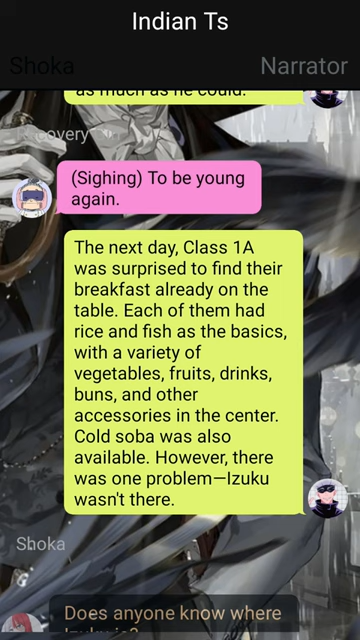 Indian Ts
Shoka
Narrator
as much as he could.
Recovery
(Sighing) To be young
again.
The next day, Class 1A
was surprised to find their
breakfast already on the
table. Each of them had
rice and fish as the basics,
with a variety of
vegetables, fruits, drinks,
buns, and other
accessories in the center.
Cold soba was also
available. However, there
was one problem—Izuku
wasn't there.
Shoka
Does anyone know where
Izuku is?